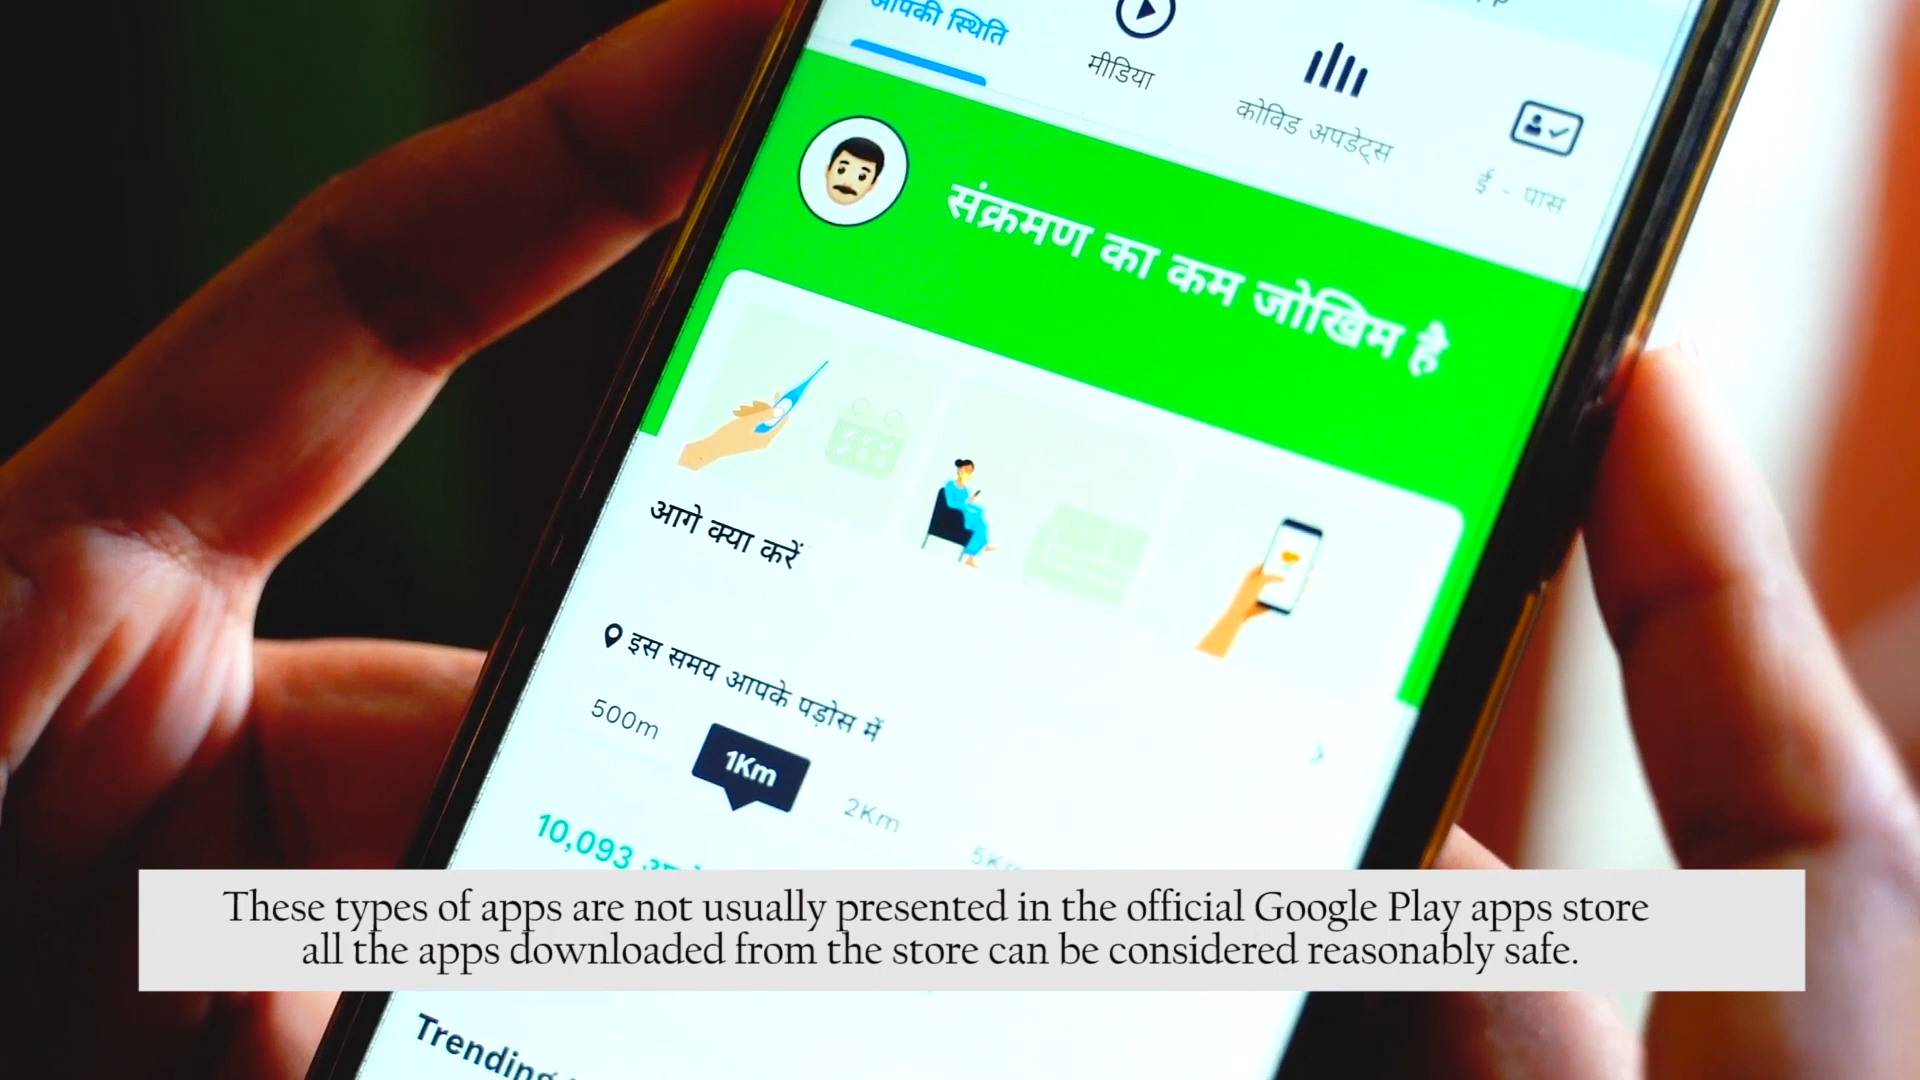 आपकी स्थिति
मीडिया
कोविड अपडेट्स
ई - पास
संक्रमण का कम जोखिम है
आगे क्या करें
इस समय आपके पड़ोस में
500m
1Km
2Km
5Km
10,093
These types of apps are not usually presented in the official Google Play apps store
all the apps downloaded from the store can be considered reasonably safe.
Trending